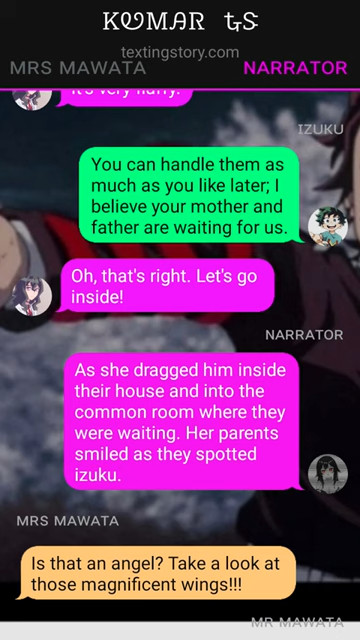 KUMAR tS
textingstory.com
MRS MAWATA
NARRATOR
It's very fluffy.
IZUKU
You can handle them as
much as you like later; I
believe your mother and
father are waiting for us.
Oh, that's right. Let's go
inside!
NARRATOR
As she dragged him inside
their house and into the
common room where they
were waiting. Her parents
smiled as they spotted
izuku.
MRS MAWATA
Is that an angel? Take a look at
those magnificent wings!!!
MR MAWATA